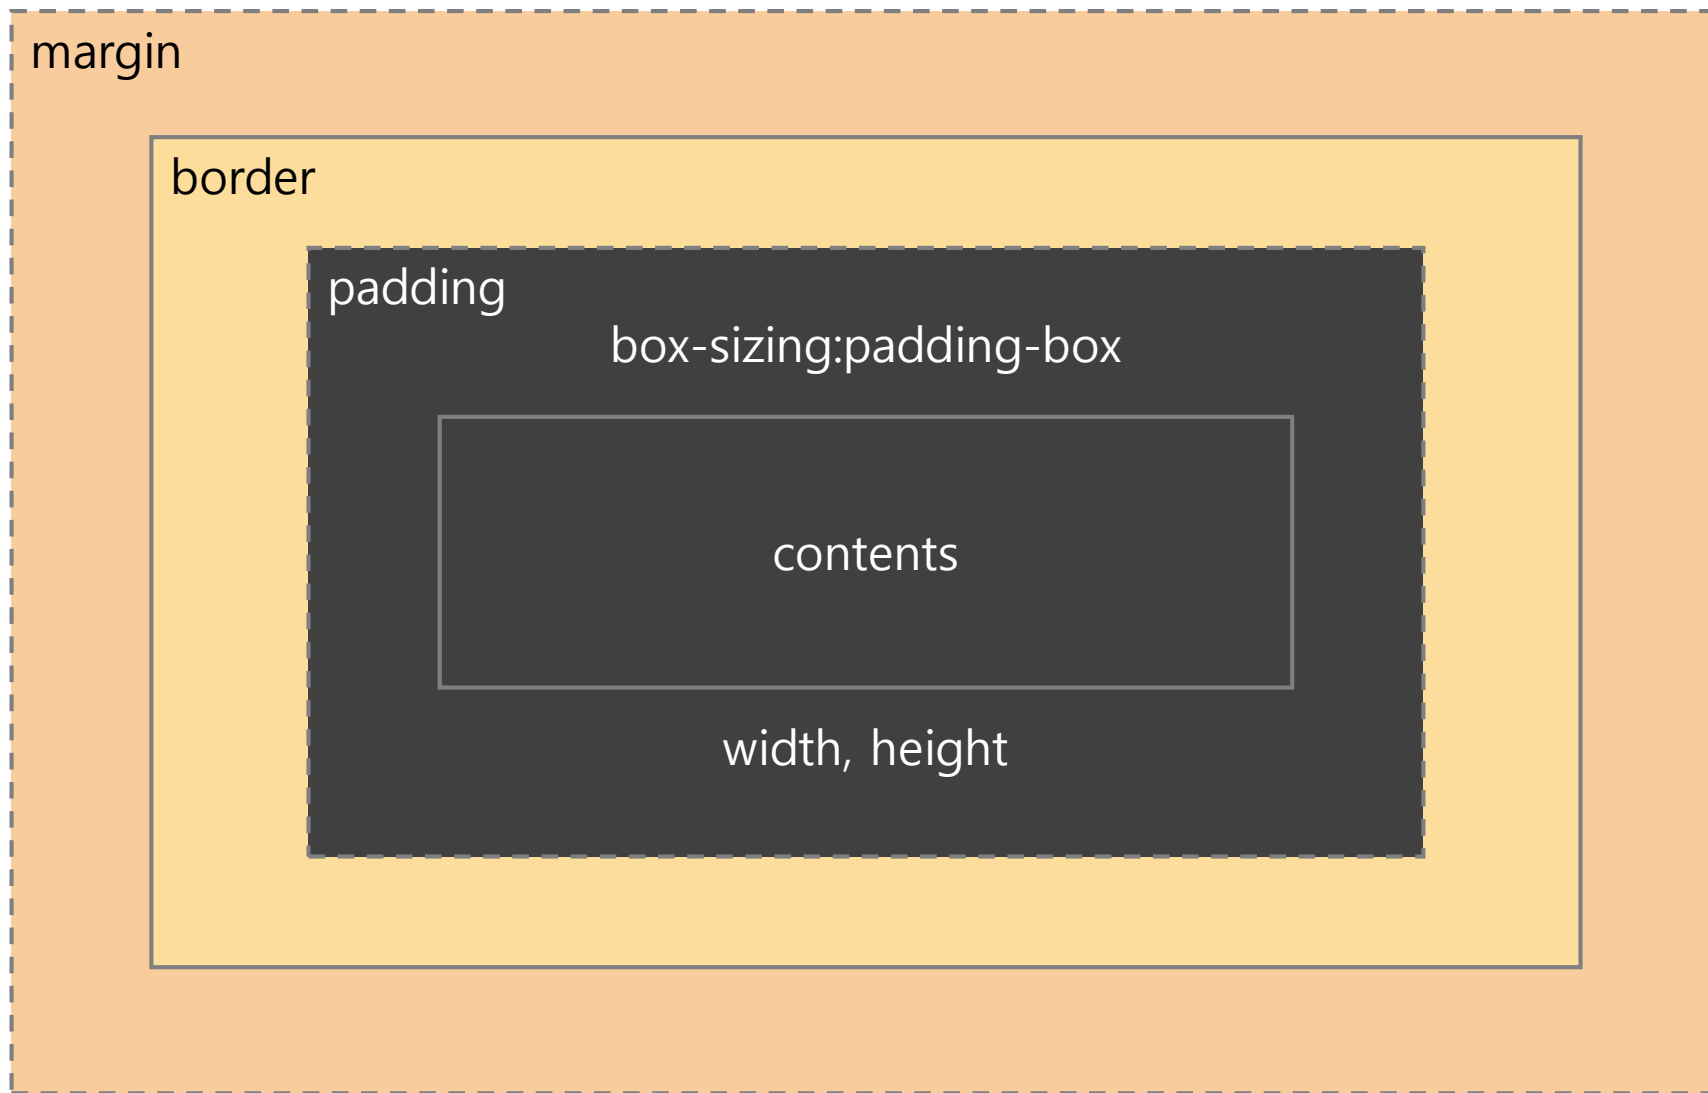 margin
border
padding
box-sizing:padding-box
contents
width, height